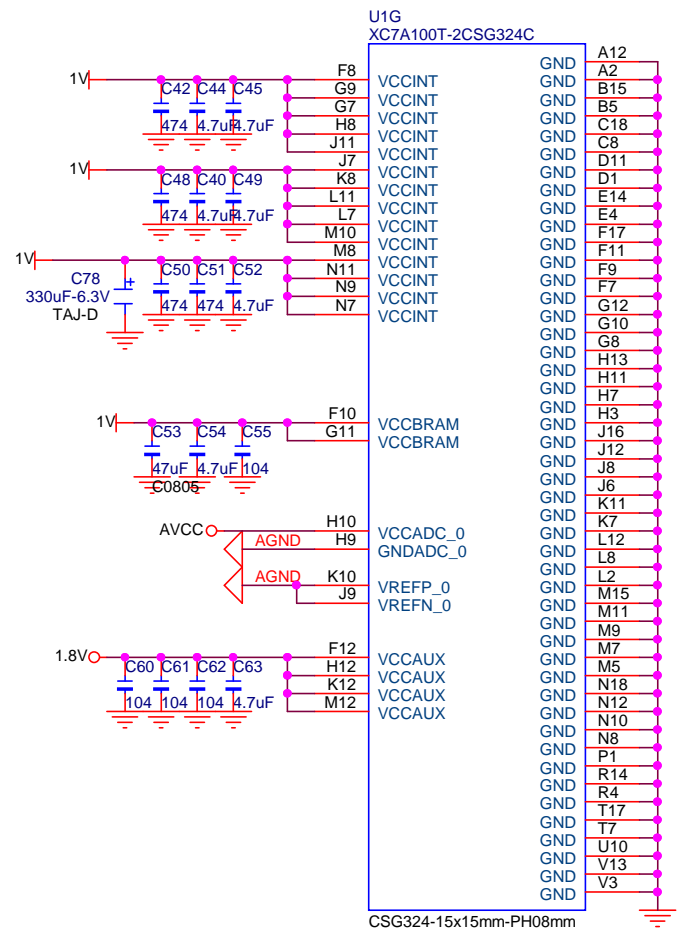 U1G
XC7A100T-2CSG324C
1V
C42 C44 C45
474 4.7uF 4.7uF
F8 VCCINT
G9 VCCINT
G7 VCCINT
H8 VCCINT
J11 VCCINT
1V
C48 C40 C49
474 4.7uF 4.7uF
J7 VCCINT
K8 VCCINT
L11 VCCINT
L7 VCCINT
M10 VCCINT
1V
C78
330uF-6.3V
TAJ-D
C50 C51 C52
474 474 4.7uF
M8 VCCINT
N11 VCCINT
N9 VCCINT
N7 VCCINT
1V
C53 C54 C55
47uF 4.7uF 104
C0805
F10 VCCBRAM
G11 VCCBRAM
AVCC
H10 VCCADC_0
AGND
H9 GNDADC_0
AGND
K10 VREFP_0
J9 VREFN_0
1.8V
C60 C61 C62 C63
104 104 104 4.7uF
F12 VCCAUX
H12 VCCAUX
K12 VCCAUX
M12 VCCAUX
GND A12
GND A2
GND B15
GND B5
GND C18
GND C8
GND D11
GND D1
GND E14
GND E4
GND F17
GND F11
GND F9
GND F7
GND G12
GND G10
GND G8
GND H13
GND H11
GND H7
GND H3
GND J16
GND J12
GND J8
GND J6
GND K11
GND K7
GND L12
GND L8
GND L2
GND M15
GND M11
GND M9
GND M7
GND M5
GND N18
GND N12
GND N10
GND N8
GND P1
GND R14
GND R4
GND T17
GND T7
GND U10
GND V13
GND V3
CSG324-15x15mm-PH08mm